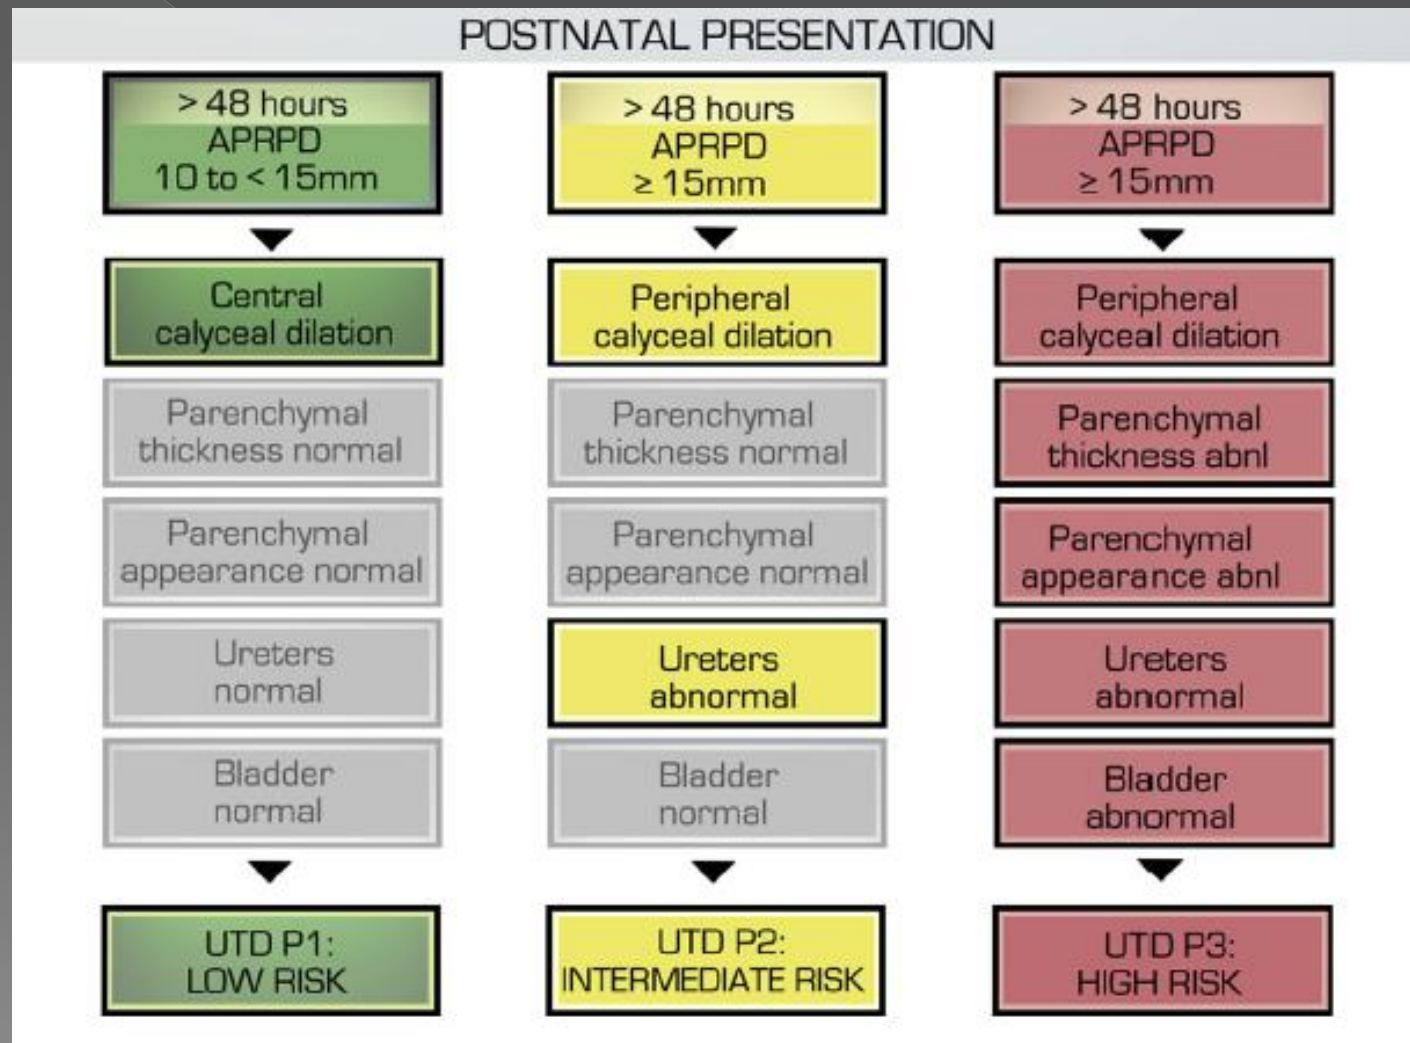 POSTNATAL PRESENTATION
> 48 hours
APRPD
10 to < 15mm
Central
calyceal dilation
Parenchymal
thickness normal
Parenchymal
appearance normal
Ureters
normal
Bladder
normal
UTD P1:
LOW RISK
> 48 hours
APRPD
≥ 15mm
Peripheral
calyceal dilation
Parenchymal
thickness normal
Parenchymal
appearance normal
Ureters
abnormal
Bladder
normal
UTD P2:
INTERMEDIATE RISK
> 48 hours
APRPD
≥ 15mm
Peripheral
calyceal dilation
Parenchymal
thickness abnl
Parenchymal
appearance abnl
Ureters
abnormal
Bladder
abnormal
UTD P3:
HIGH RISK